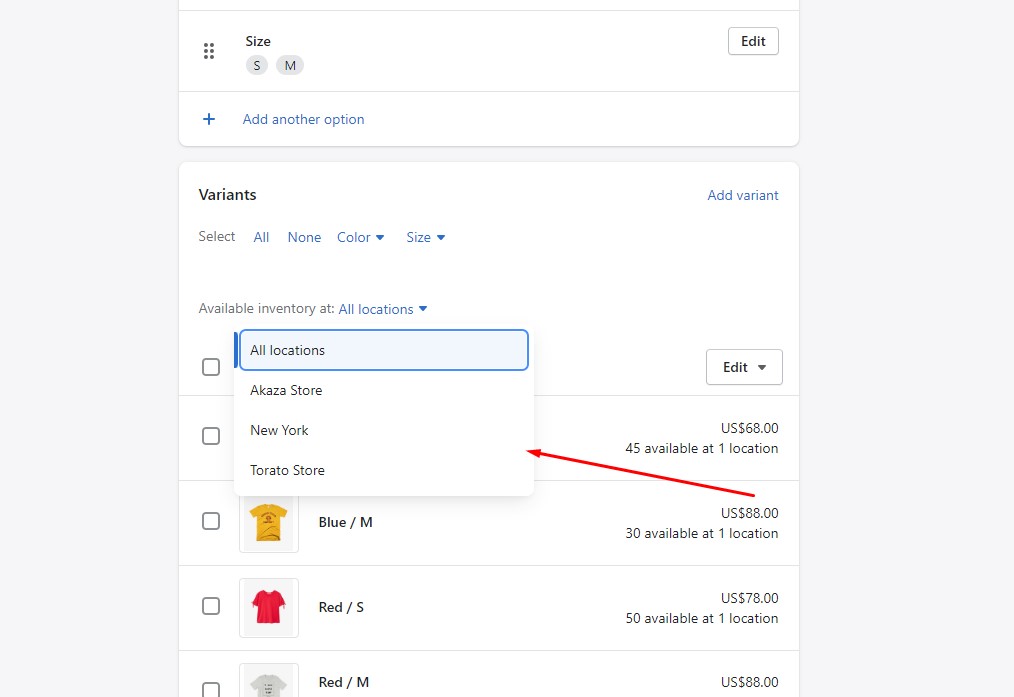 Size
Edit
S M
Add another option
Variants
Add variant
Select All None Color Size
Available inventory at: All locations
All locations
Edit
Akaza Store
New York
US$68.00
45 available at 1 location
Torato Store
US$88.00
Blue / M
30 available at 1 location
US$78.00
Red / S
50 available at 1 location
Red / M
US$88.00